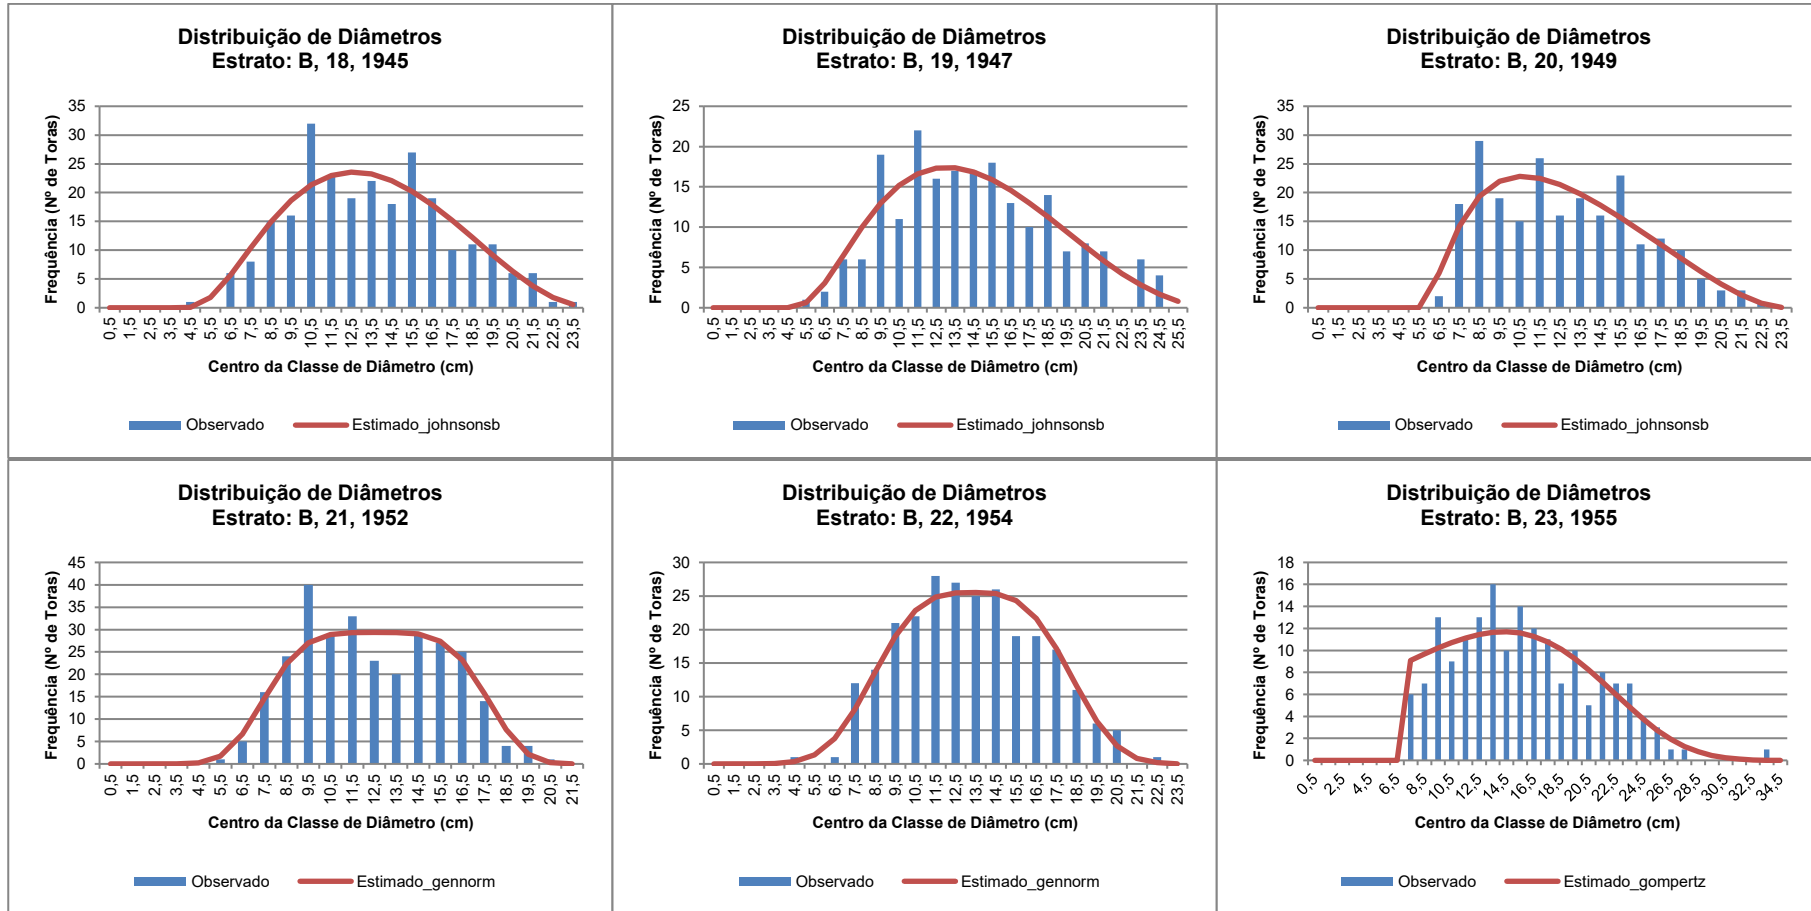 Distribuição de Diâmetros
Estrato: B, 18, 1945
Frequência (Nº de Toras)
35
30
25
20
15
10
5
0
0,5 1,5 2,5 3,5 4,5 5,5 6,5 7,5 8,5 9,5 10,5 11,5 12,5 13,5 14,5 15,5 16,5 17,5 18,5 19,5 20,5 21,5 22,5 23,5
Centro da Classe de Diâmetro (cm)
Observado Estimado_johnsonsb
Distribuição de Diâmetros
Estrato: B, 19, 1947
Frequência (Nº de Toras)
25
20
15
10
5
0
0,5 1,5 2,5 3,5 4,5 5,5 6,5 7,5 8,5 9,5 10,5 11,5 12,5 13,5 14,5 15,5 16,5 17,5 18,5 19,5 20,5 21,5 22,5 23,5 24,5 25,5
Centro da Classe de Diâmetro (cm)
Observado Estimado_johnsonsb
Distribuição de Diâmetros
Estrato: B, 20, 1949
Frequência (Nº de Toras)
35
30
25
20
15
10
5
0
0,5 1,5 2,5 3,5 4,5 5,5 6,5 7,5 8,5 9,5 10,5 11,5 12,5 13,5 14,5 15,5 16,5 17,5 18,5 19,5 20,5 21,5 22,5 23,5
Centro da Classe de Diâmetro (cm)
Observado Estimado_johnsonsb
Distribuição de Diâmetros
Estrato: B, 21, 1952
Frequência (Nº de Toras)
45
40
35
30
25
20
15
10
5
0
0,5 1,5 2,5 3,5 4,5 5,5 6,5 7,5 8,5 9,5 10,5 11,5 12,5 13,5 14,5 15,5 16,5 17,5 18,5 19,5 20,5 21,5
Centro da Classe de Diâmetro (cm)
Observado Estimado_gennorm
Distribuição de Diâmetros
Estrato: B, 22, 1954
Frequência (Nº de Toras)
30
25
20
15
10
5
0
0,5 1,5 2,5 3,5 4,5 5,5 6,5 7,5 8,5 9,5 10,5 11,5 12,5 13,5 14,5 15,5 16,5 17,5 18,5 19,5 20,5 21,5 22,5 23,5
Centro da Classe de Diâmetro (cm)
Observado Estimado_gennorm
Distribuição de Diâmetros
Estrato: B, 23, 1955
Frequência (Nº de Toras)
18
16
14
12
10
8
6
4
2
0
0,5 2,5 4,5 6,5 8,5 10,5 12,5 14,5 16,5 18,5 20,5 22,5 24,5 26,5 28,5 30,5 32,5 34,5
Centro da Classe de Diâmetro (cm)
Observado Estimado_gompertz